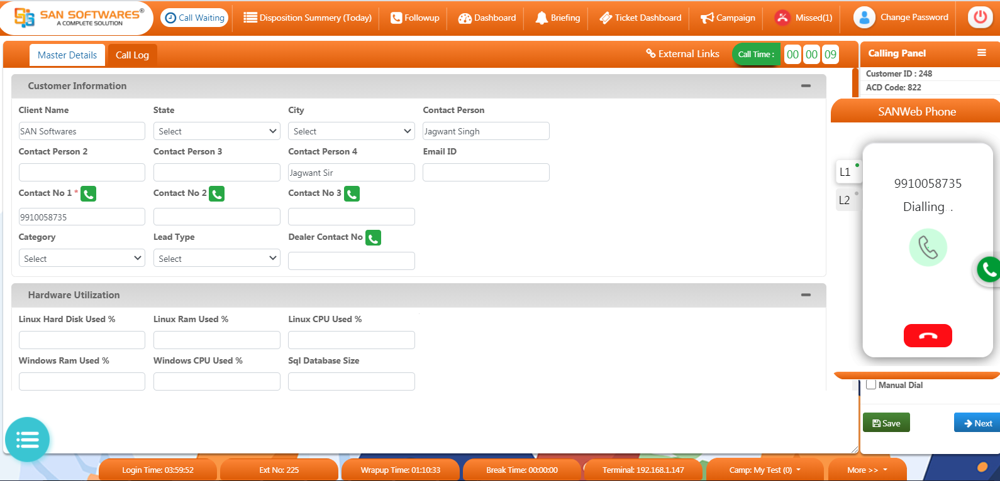 SAN SOFTWARES®
A COMPLETE SOLUTION
Call Waiting
Disposition Summery (Today)
Followup
Dashboard
Briefing
Ticket Dashboard
Campaign
Missed(1)
Change Password
Master Details
Call Log
External Links
Call Time :
00 00 09
Calling Panel
Customer ID : 248
ACD Code: 822
SANWeb Phone
Customer Information
Client Name State City Contact Person
SAN Softwares Select Select Jagwant Singh
Contact Person 2 Contact Person 3 Contact Person 4 Email ID
Jagwant Sir
Contact No 1 * Contact No 2 Contact No 3
9910058735
Category Lead Type Dealer Contact No
Select Select
L1
L2
9910058735
Dialling. .
Hardware Utilization
Linux Hard Disk Used % Linux Ram Used % Linux CPU Used %
Windows Ram Used % Windows CPU Used % Sql Database Size
Manual Dial
Save
Next
Login Time: 03:59:52
Ext No: 225
Wrapup Time: 01:10:33
Break Time: 00:00:00
Terminal: 192.168.1.147
Camp: My Test (0)
More >>